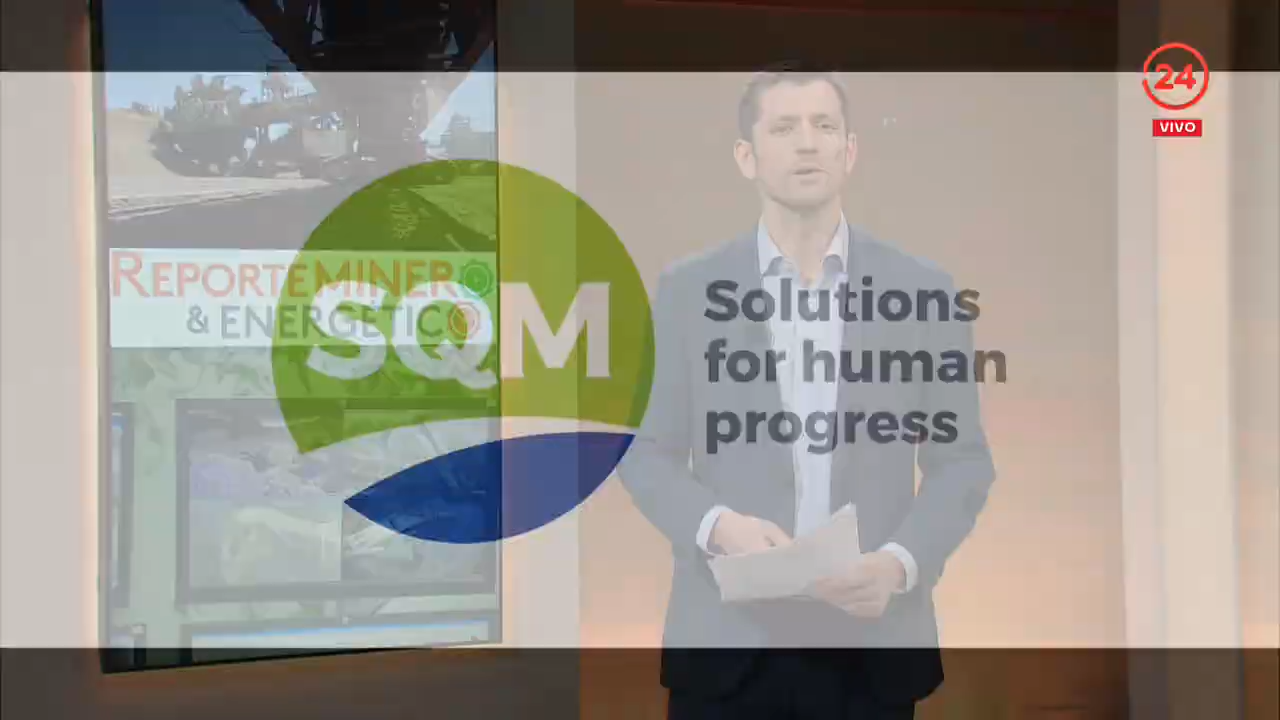 24
VIVO
REPORTE MINERO
& ENERGÉTICO
SQM
Solutions
for human
progress